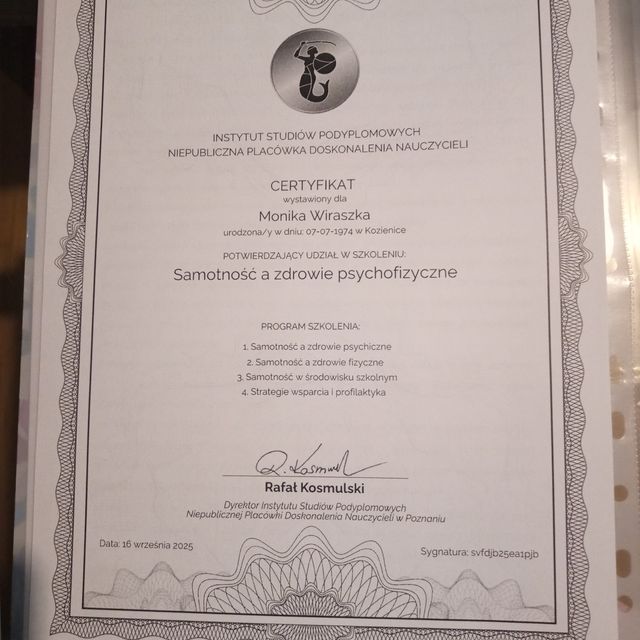 INSTYTUT STUDIÓW PODYPLOMOWYCH
NIEPUBLICZNA PLACÓWKA DOSKONALENIA NAUCZYCIELI
CERTYFIKAT
wystawiony dla
Monika Wiraszka
urodzona/y w dniu: 07-07-1974 w Kozienice
POTWIERDZAJĄCY UDZIAŁ W SZKOLENIU:
Samotność a zdrowie psychofizyczne
PROGRAM SZKOLENIA:
1. Samotność a zdrowie psychiczne
2. Samotność a zdrowie fizyczne
3. Samotność w środowisku szkolnym
4. Strategie wsparcia i profilaktyka
R. Kosmul
Rafał Kosmulski
Dyrektor Instytutu Studiów Podyplomowych
Niepublicznej Placówki Doskonalenia Nauczycieli w Poznaniu
Data: 16 września 2025
Sygnatura: svfdjb25ea1pjb